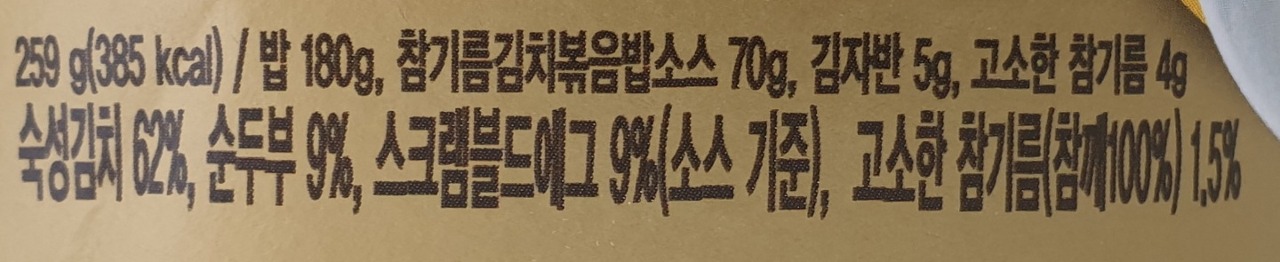 259 g(385 kcal) / 밥 180g, 참기름김치볶음밥소스 70g, 김자반 5g, 고소한 참기름 4g
숙성김치 62%, 순두부 9%, 스크램블드에그 9%(소스 기준), 고소한 참기름(참깨100%) 1.5%